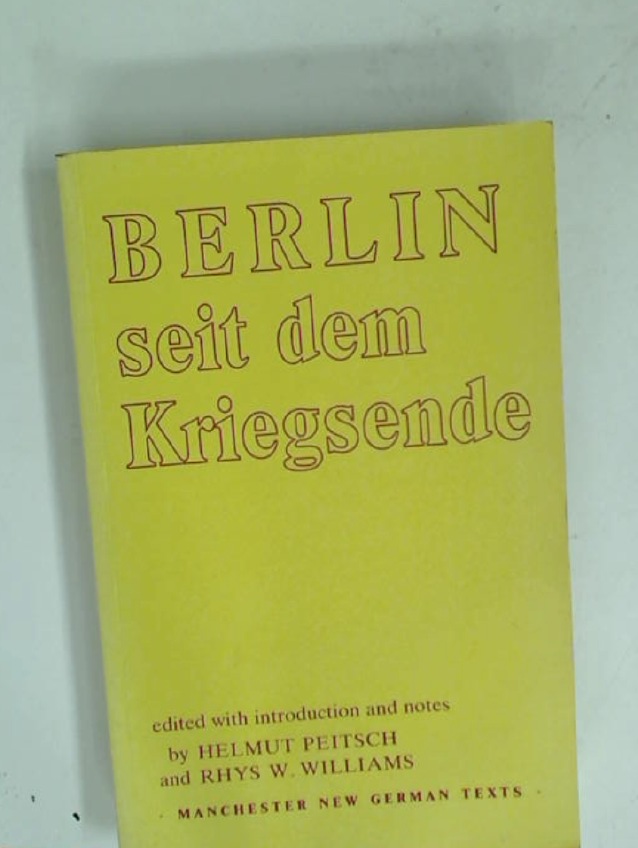 BERLIN
seit dem
Kriegsende
edited with introduction and notes
by HELMUT PEITSCH
and RHYS W. WILLIAMS
· MANCHESTER NEW GERMAN TEXTS ·